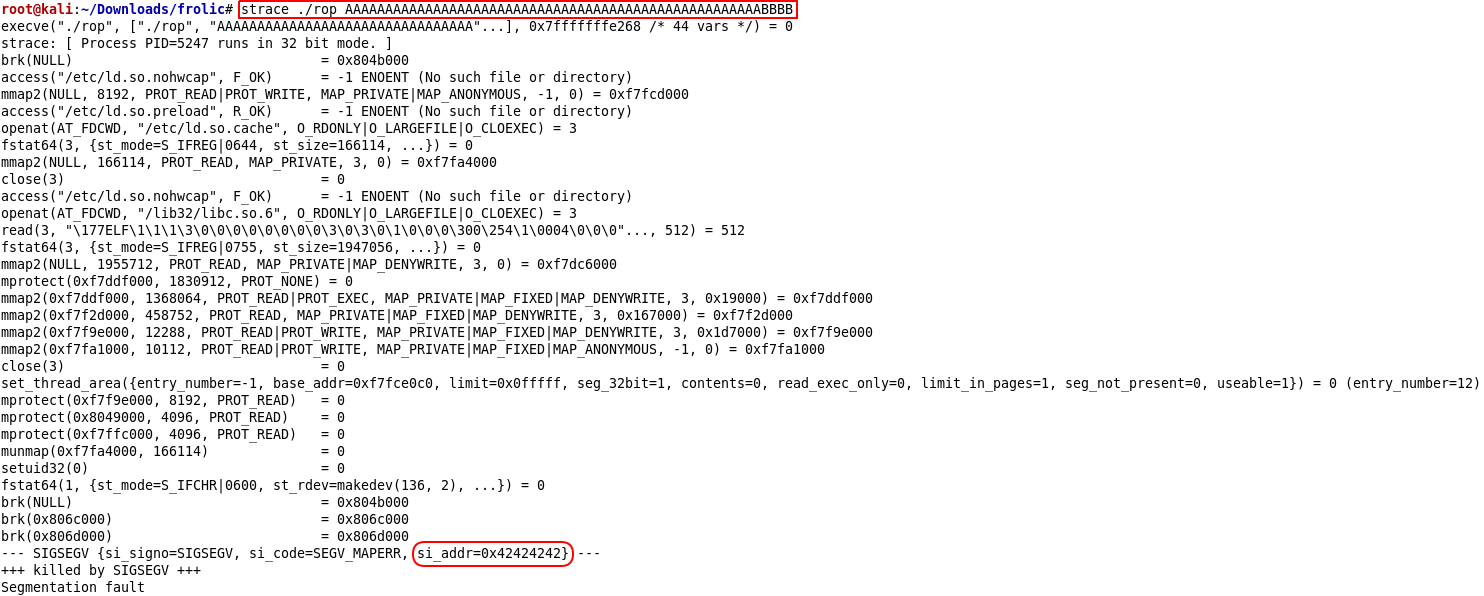 root@kali:~/Downloads/frolic# strace ./rop AAAAAAAAAAAAAAAAAAAAAAAAAAAAAAAAAAAAAAAAAAAAAAAAAAAABBBB
execve("./rop", ["./rop", "AAAAAAAAAAAAAAAAAAAAAAAAAAAAAAAA"...], 0x7fffffffe268 /* 44 vars */) = 0
strace: [ Process PID=5247 runs in 32 bit mode. ]
brk(NULL)                               = 0x804b000
access("/etc/ld.so.nohwcap", F_OK)      = -1 ENOENT (No such file or directory)
mmap2(NULL, 8192, PROT_READ|PROT_WRITE, MAP_PRIVATE|MAP_ANONYMOUS, -1, 0) = 0xf7fcd000
access("/etc/ld.so.preload", R_OK)      = -1 ENOENT (No such file or directory)
openat(AT_FDCWD, "/etc/ld.so.cache", O_RDONLY|O_LARGEFILE|O_CLOEXEC) = 3
fstat64(3, {st_mode=S_IFREG|0644, st_size=166114, ...}) = 0
mmap2(NULL, 166114, PROT_READ, MAP_PRIVATE, 3, 0) = 0xf7fa4000
close(3)                                = 0
access("/etc/ld.so.nohwcap", F_OK)      = -1 ENOENT (No such file or directory)
openat(AT_FDCWD, "/lib32/libc.so.6", O_RDONLY|O_LARGEFILE|O_CLOEXEC) = 3
read(3, "\177ELF\1\1\1\3\0\0\0\0\0\0\0\0\3\0\3\0\1\0\0\0\300\254\1\0004\0\0\0"..., 512) = 512
fstat64(3, {st_mode=S_IFREG|0755, st_size=1947056, ...}) = 0
mmap2(NULL, 1955712, PROT_READ, MAP_PRIVATE|MAP_DENYWRITE, 3, 0) = 0xf7dc6000
mprotect(0xf7ddf000, 1830912, PROT_NONE) = 0
mmap2(0xf7ddf000, 1368064, PROT_READ|PROT_EXEC, MAP_PRIVATE|MAP_FIXED|MAP_DENYWRITE, 3, 0x19000) = 0xf7ddf000
mmap2(0xf7f2d000, 458752, PROT_READ, MAP_PRIVATE|MAP_FIXED|MAP_DENYWRITE, 3, 0x167000) = 0xf7f2d000
mmap2(0xf7f9e000, 12288, PROT_READ|PROT_WRITE, MAP_PRIVATE|MAP_FIXED|MAP_DENYWRITE, 3, 0x1d7000) = 0xf7f9e000
mmap2(0xf7fa1000, 10112, PROT_READ|PROT_WRITE, MAP_PRIVATE|MAP_FIXED|MAP_ANONYMOUS, -1, 0) = 0xf7fa1000
close(3)                                = 0
set_thread_area({entry_number=-1, base_addr=0xf7fce0c0, limit=0x0fffff, seg_32bit=1, contents=0, read_exec_only=0, limit_in_pages=1, seg_not_present=0, useable=1}) = 0 (entry_number=12)
mprotect(0xf7f9e000, 8192, PROT_READ)   = 0
mprotect(0x8049000, 4096, PROT_READ)    = 0
mprotect(0xf7ffc000, 4096, PROT_READ)   = 0
munmap(0xf7fa4000, 166114)              = 0
setuid32(0)                             = 0
fstat64(1, {st_mode=S_IFCHR|0600, st_rdev=makedev(136, 2), ...}) = 0
brk(NULL)                               = 0x804b000
brk(0x806c000)                          = 0x806c000
brk(0x806d000)                          = 0x806d000
--- SIGSEGV {si_signo=SIGSEGV, si_code=SEGV_MAPERR, si_addr=0x42424242} ---
+++ killed by SIGSEGV +++
Segmentation fault